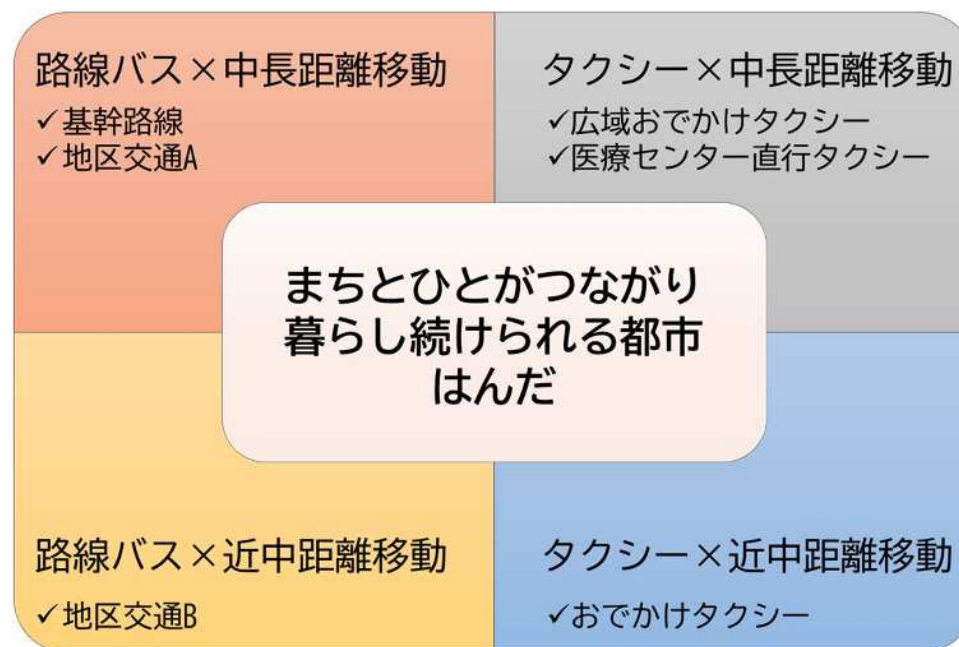 路線バス×中長距離移動
✓基幹路線
✓地区交通A
タクシー×中長距離移動
✓広域おでかけタクシー
✓医療センター直行タクシー
まちとひとがつながり
暮らし続けられる都市
はんだ
路線バス×近中距離移動
✓地区交通B
タクシー×近中距離移動
✓おでかけタクシー